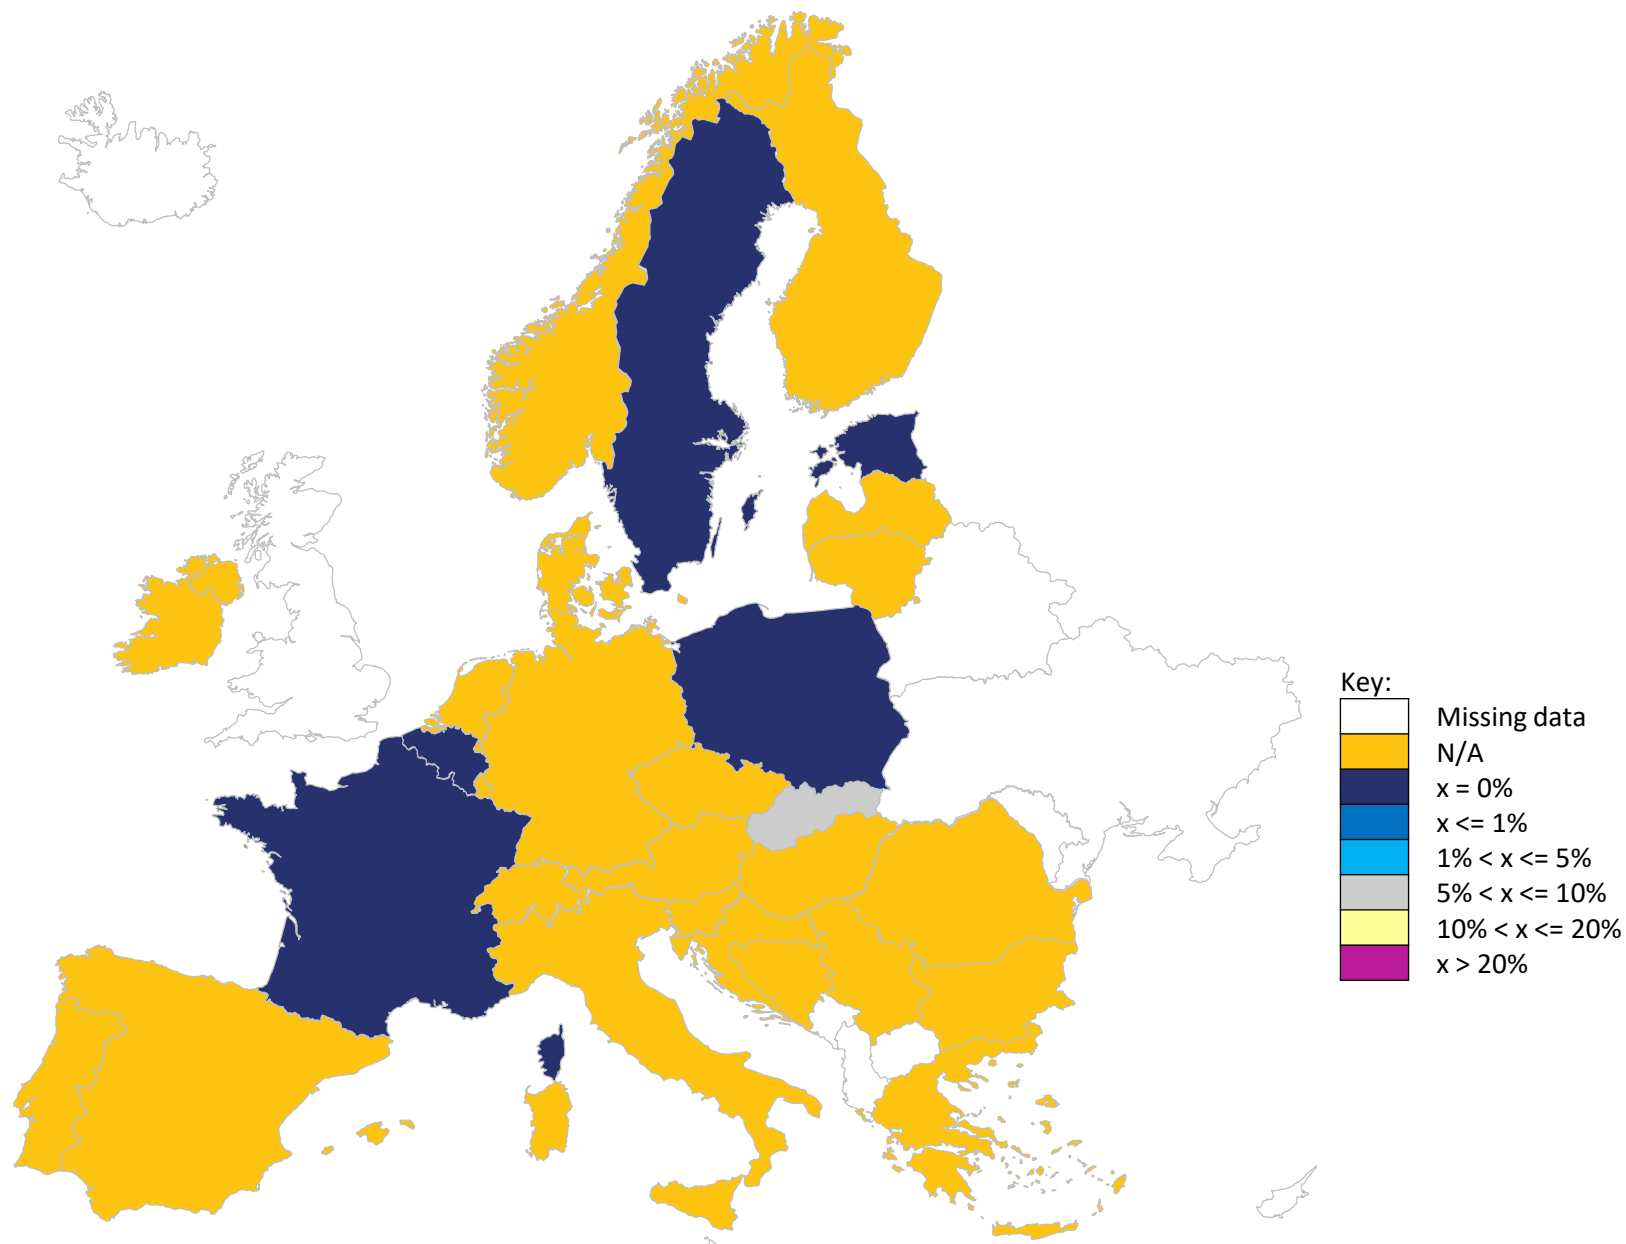 Key:
Missing data
N/A
x = 0%
x <= 1%
1% < x <= 5%
5% < x <= 10%
10% < x <= 20%
x > 20%